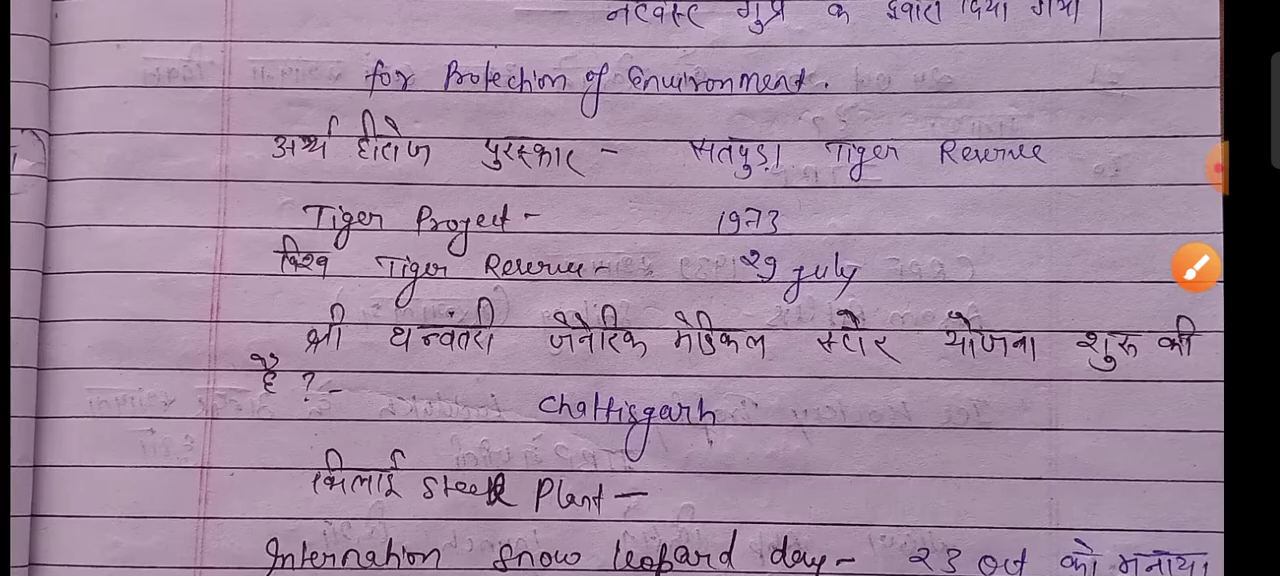 नटवेस्ट ग्रुप के द्वारा दिया गया।
for Protection of Environment.
अर्थ हीरोज पुरस्कार - सतपुड़ा Tiger Reserve
Tiger Project - 1973
विश्व Tiger Reserve - 29 July
श्री धन्वंतरी जेनेरिक मेडिकल स्टोर योजना शुरू की
है ? -
Chattisgarh
भिलाई Steel Plant -
Internation Snow leopard day - 23 Oct को मनाया